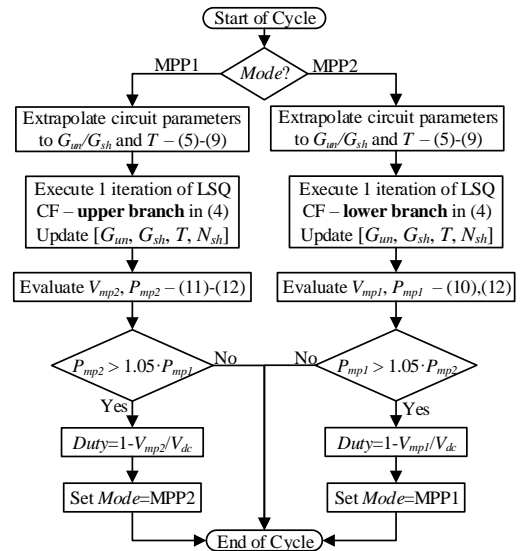 Start of Cycle
MPP1
Mode?
MPP2
Extrapolate circuit parameters
to Gun/Gsh and T – (5)-(9)
Execute 1 iteration of LSQ
CF – upper branch in (4)
Update [Gun, Gsh, T, Nsh]
Evaluate Vmp2, Pmp2 – (11)-(12)
Pmp2 > 1.05·Pmp1
No
Yes
Duty=1-Vmp2/Vdc
Set Mode=MPP2
Extrapolate circuit parameters
to Gun/Gsh and T – (5)-(9)
Execute 1 iteration of LSQ
CF – lower branch in (4)
Update [Gun, Gsh, T, Nsh]
Evaluate Vmp1, Pmp1 – (10),(12)
No
Pmp1 > 1.05·Pmp2
Yes
Duty=1-Vmp1/Vdc
Set Mode=MPP1
End of Cycle